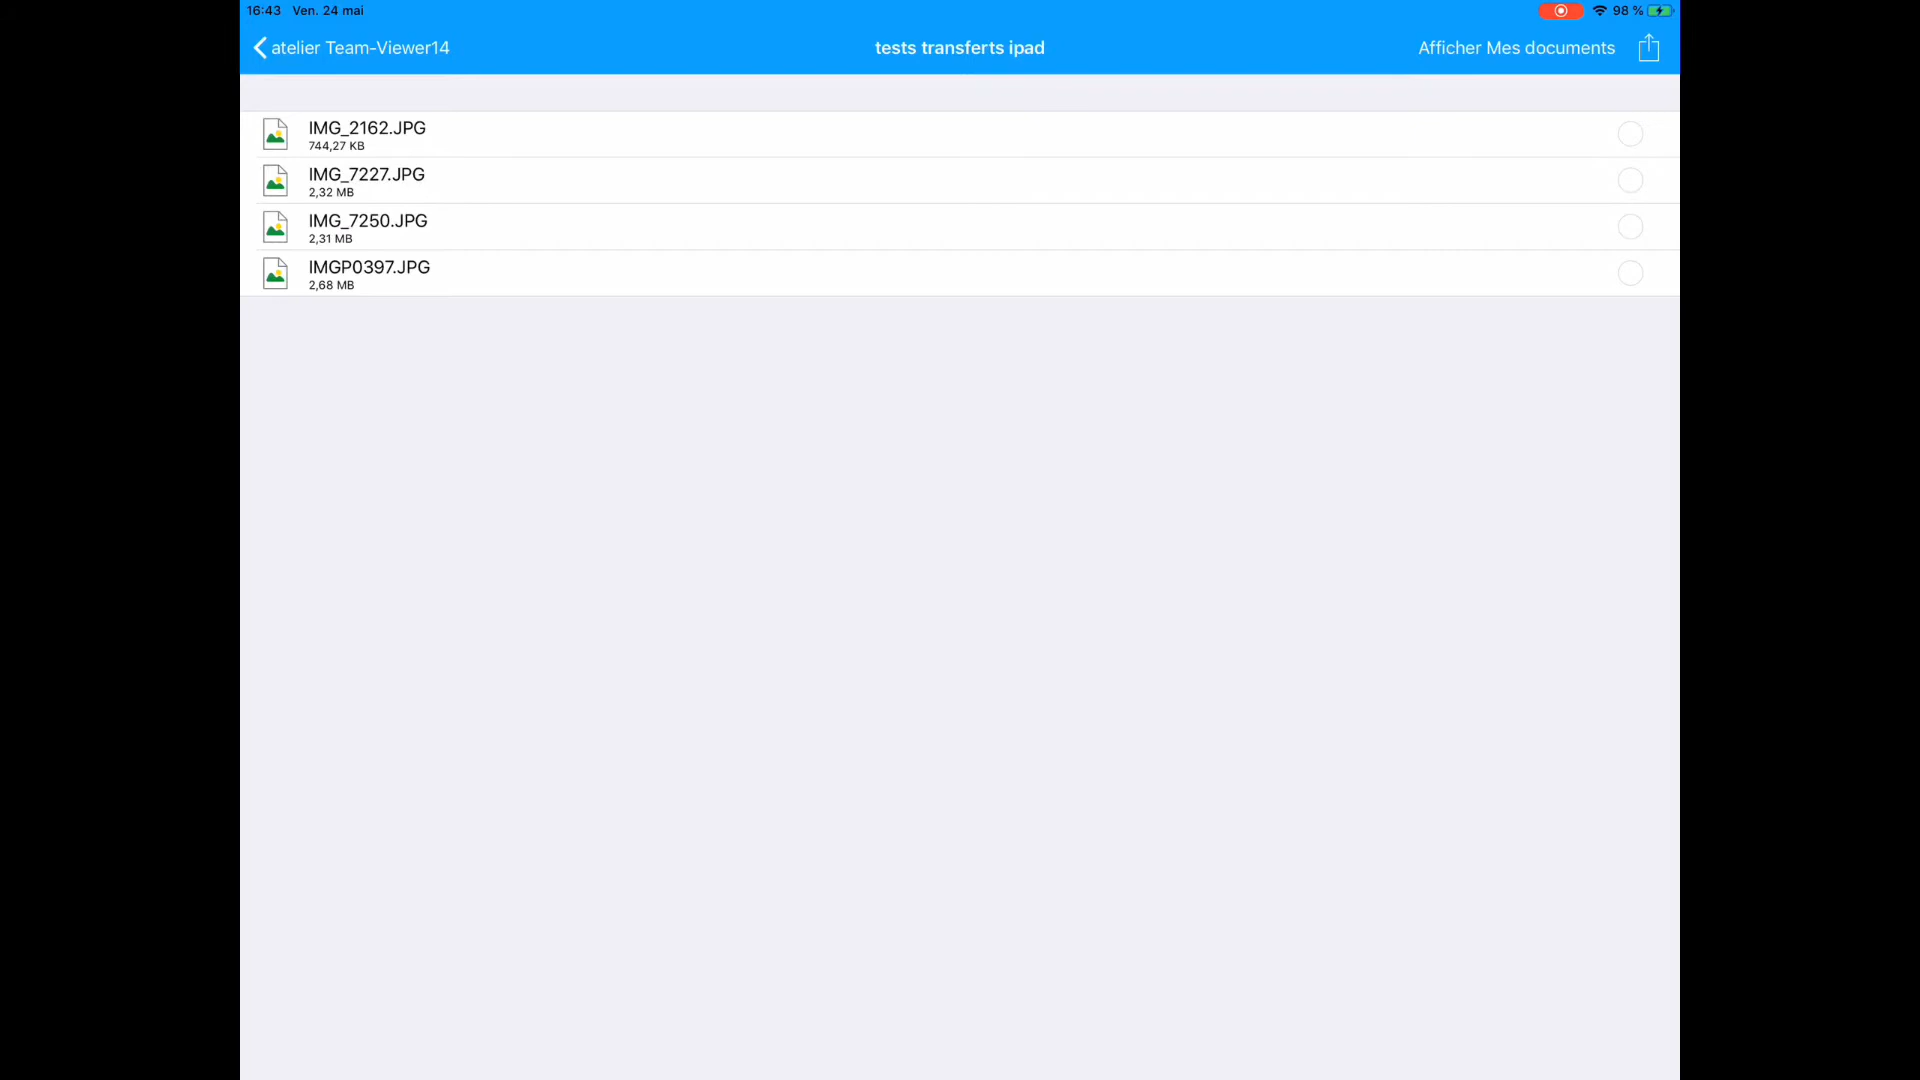 16:43 Ven. 24 mai
98 %
atelier Team-Viewer14
tests transferts ipad
Afficher Mes documents
IMG_2162.JPG
744,27 KB
IMG_7227.JPG
2,32 MB
IMG_7250.JPG
2,31 MB
IMGP0397.JPG
2,68 MB